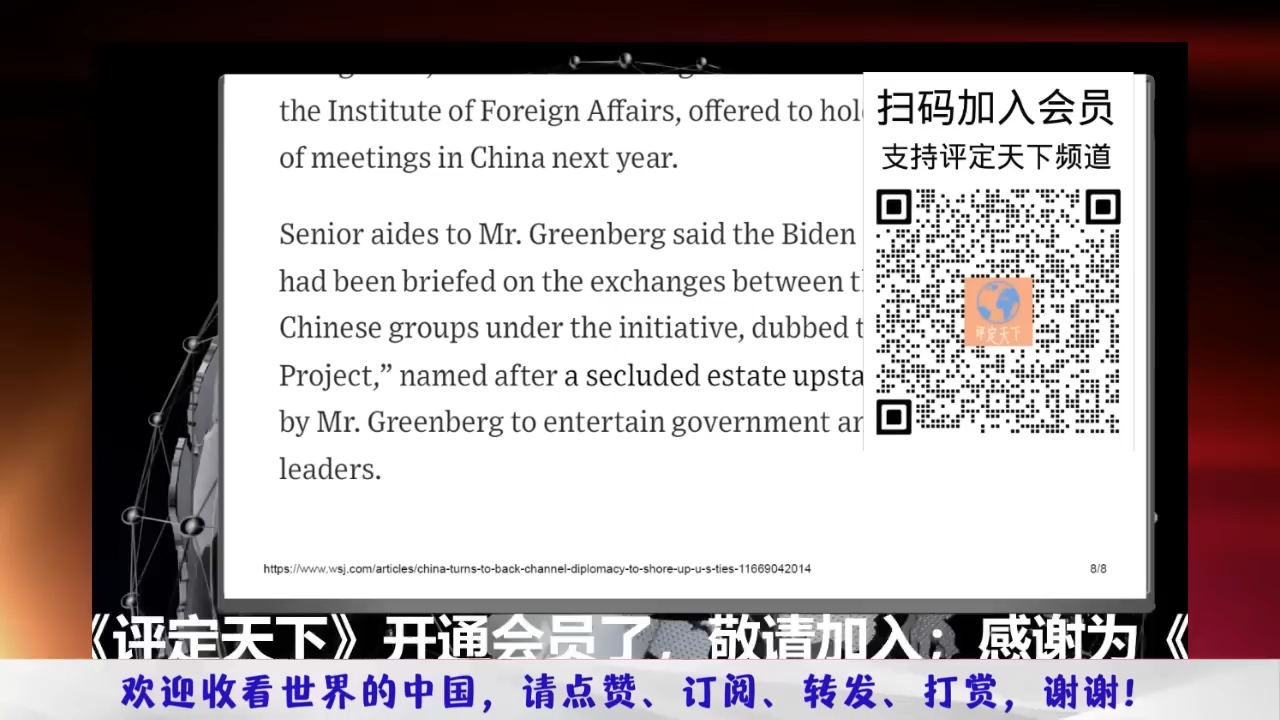 the Institute of Foreign Affairs, offered to hol
of meetings in China next year.
Senior aides to Mr. Greenberg said the Biden
had been briefed on the exchanges between t
Chinese groups under the initiative, dubbed t
Project,” named after a secluded estate upsta
by Mr. Greenberg to entertain government an
leaders.
https://www.wsj.com/articles/china-turns-to-back-channel-diplomacy-to-shore-up-u-s-ties-11669042014 8/8
扫码加入会员
支持评定天下频道
评定天下
《评定天下》开通会员了，敬请加入；感谢为《
欢迎收看世界的中国，请点赞、订阅、转发、打赏，谢谢！